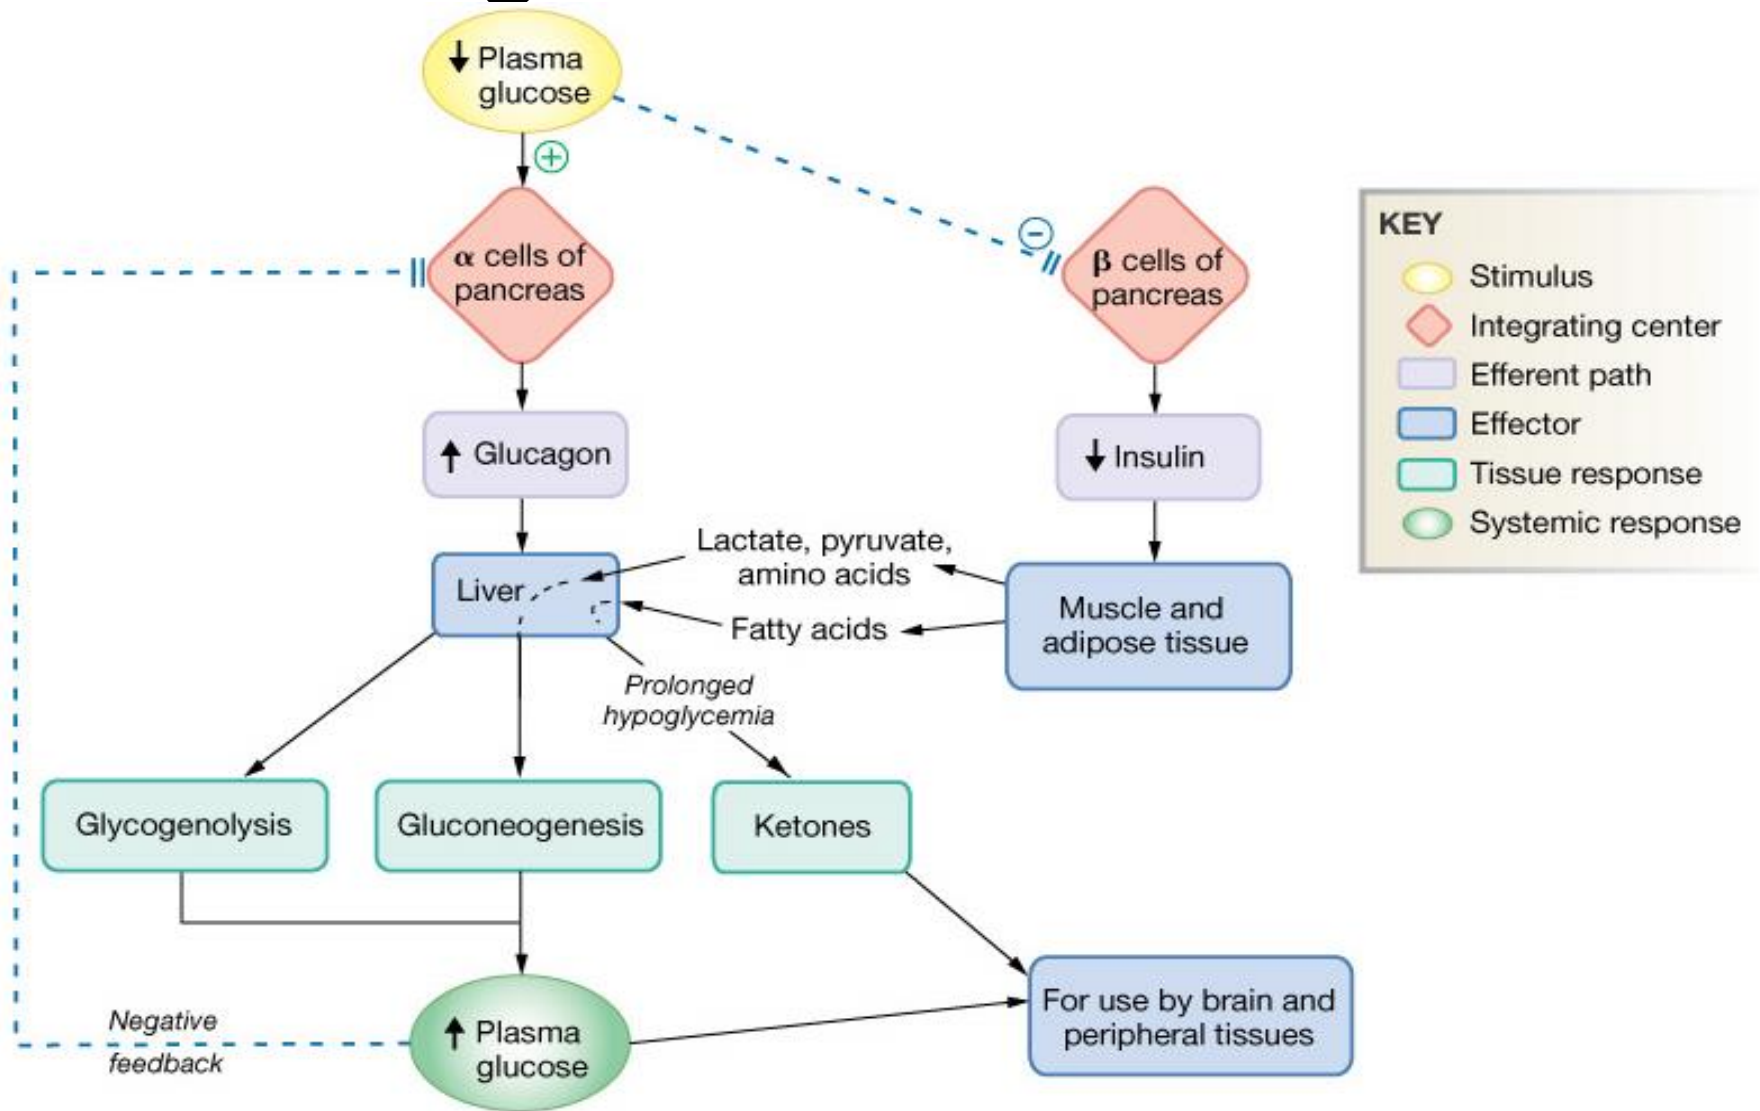 ↓ Plasma
glucose
+
α cells of
pancreas
−
β cells of
pancreas
↑ Glucagon
↓ Insulin
Liver
Lactate, pyruvate,
amino acids
Fatty acids
Muscle and
adipose tissue
Prolonged
hypoglycemia
Glycogenolysis
Gluconeogenesis
Ketones
↑ Plasma
glucose
Negative
feedback
For use by brain and
peripheral tissues
KEY
Stimulus
Integrating center
Efferent path
Effector
Tissue response
Systemic response